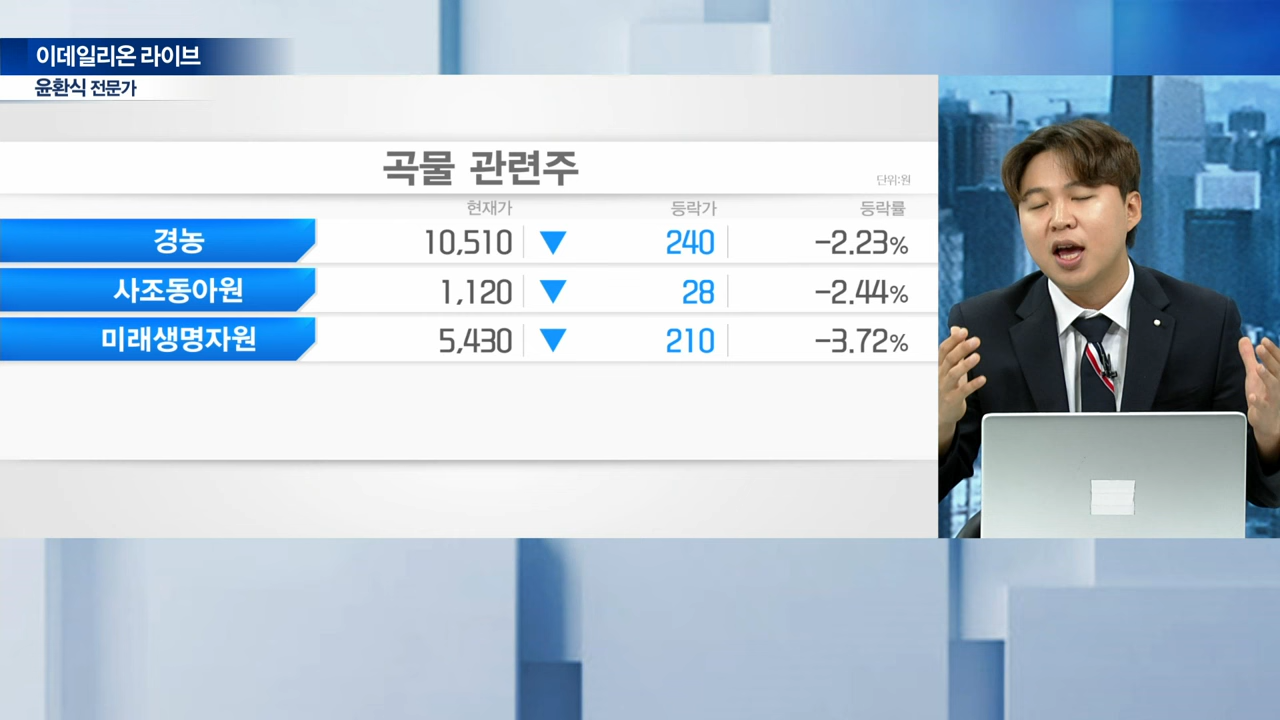 이데일리온 라이브
윤환식 전문가
곡물 관련주
단위:원
현재가 등락가 등락률
경농 10,510 ▼ 240 -2.23%
사조동아원 1,120 ▼ 28 -2.44%
미래생명자원 5,430 ▼ 210 -3.72%